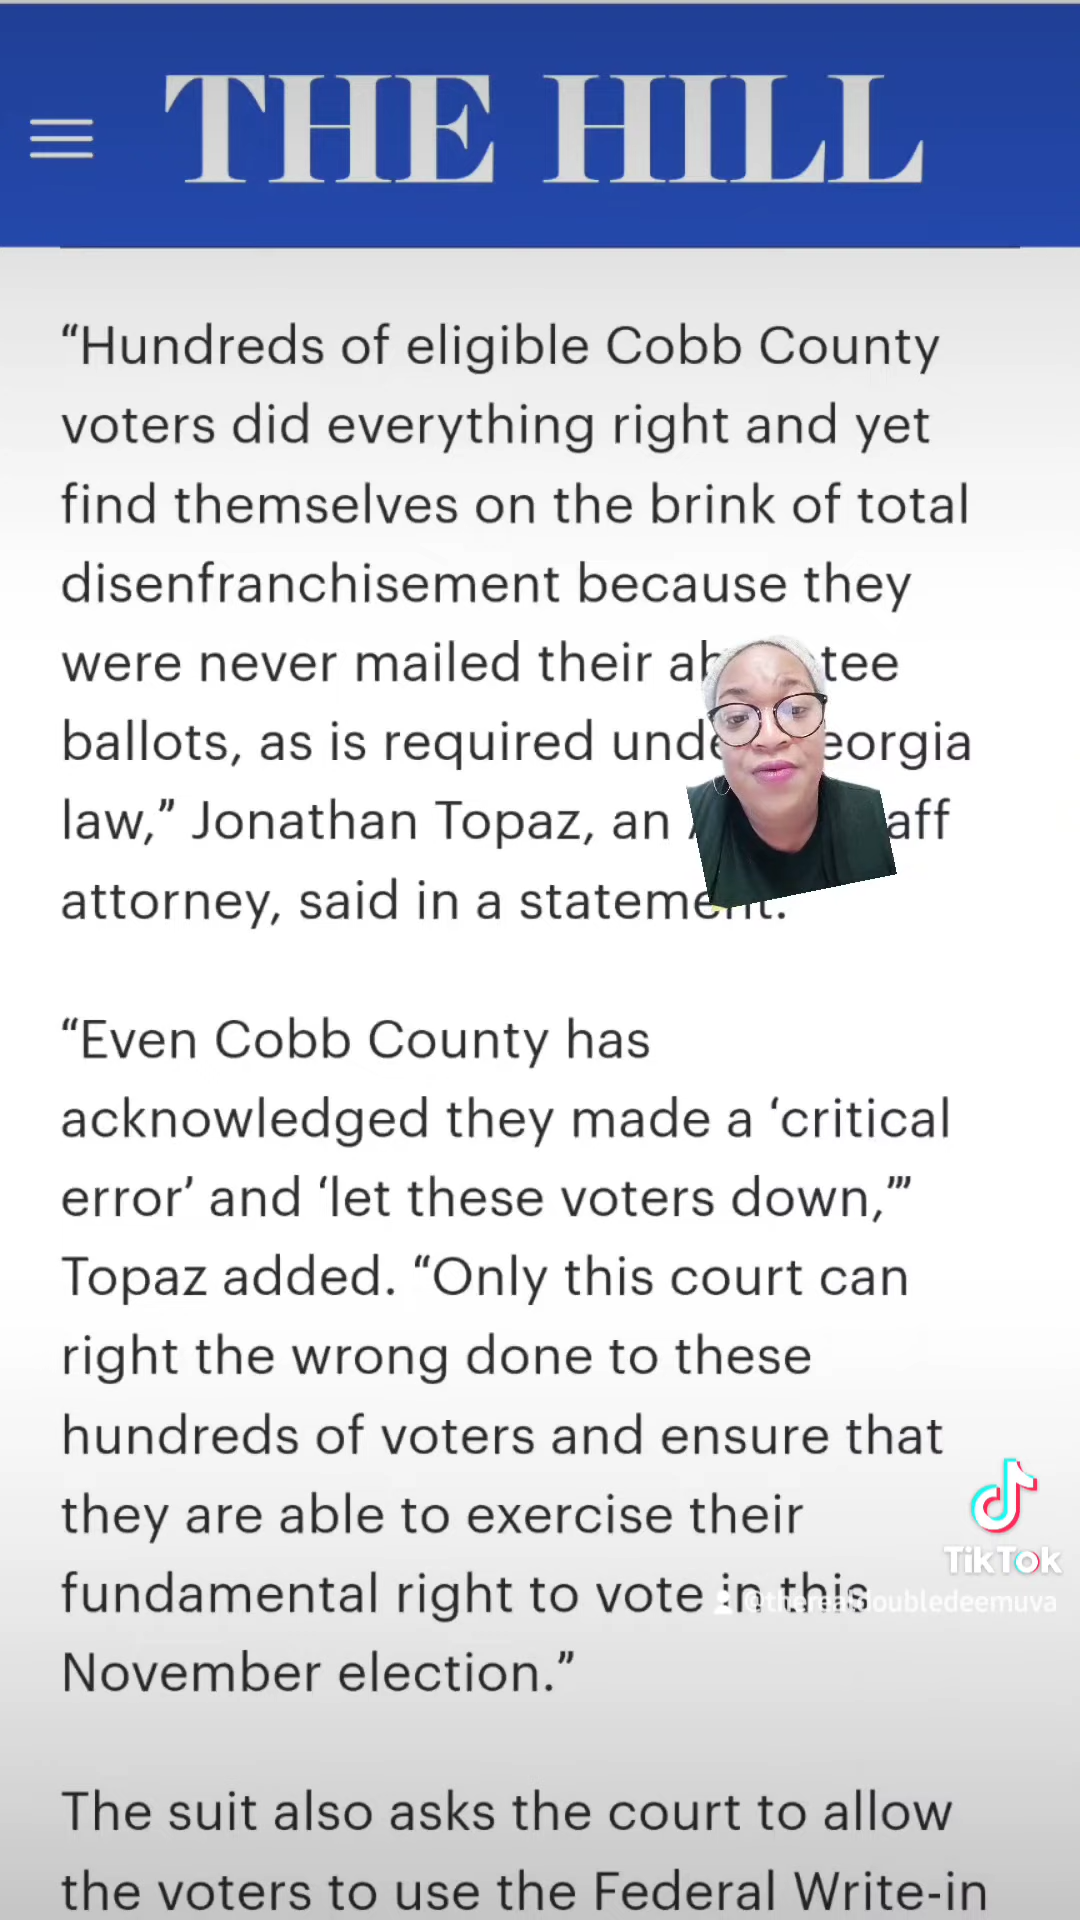 THE HILL
“Hundreds of eligible Cobb County
voters did everything right and yet
find themselves on the brink of total
disenfranchisement because they
were never mailed their ab tee
ballots, as is required unde eorgia
law,” Jonathan Topaz, an aff
attorney, said in a statement.
“Even Cobb County has
acknowledged they made a ‘critical
error’ and ‘let these voters down,’”
Topaz added. “Only this court can
right the wrong done to these
hundreds of voters and ensure that
they are able to exercise their
fundamental right to vote in this
November election.”
TikTok
@therealdoubledeemuva
The suit also asks the court to allow
the voters to use the Federal Write-in